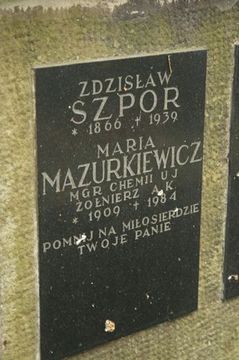 ZDZISŁAW
SZPOR
* 1866 † 1939
MARIA
MAZURKIEWICZ
MGR CHEMII UJ
ŻOŁNIERZ A.K.
* 1909 † 1984
POMNIJ NA MIŁOSIERDZIE
TWOJE PANIE